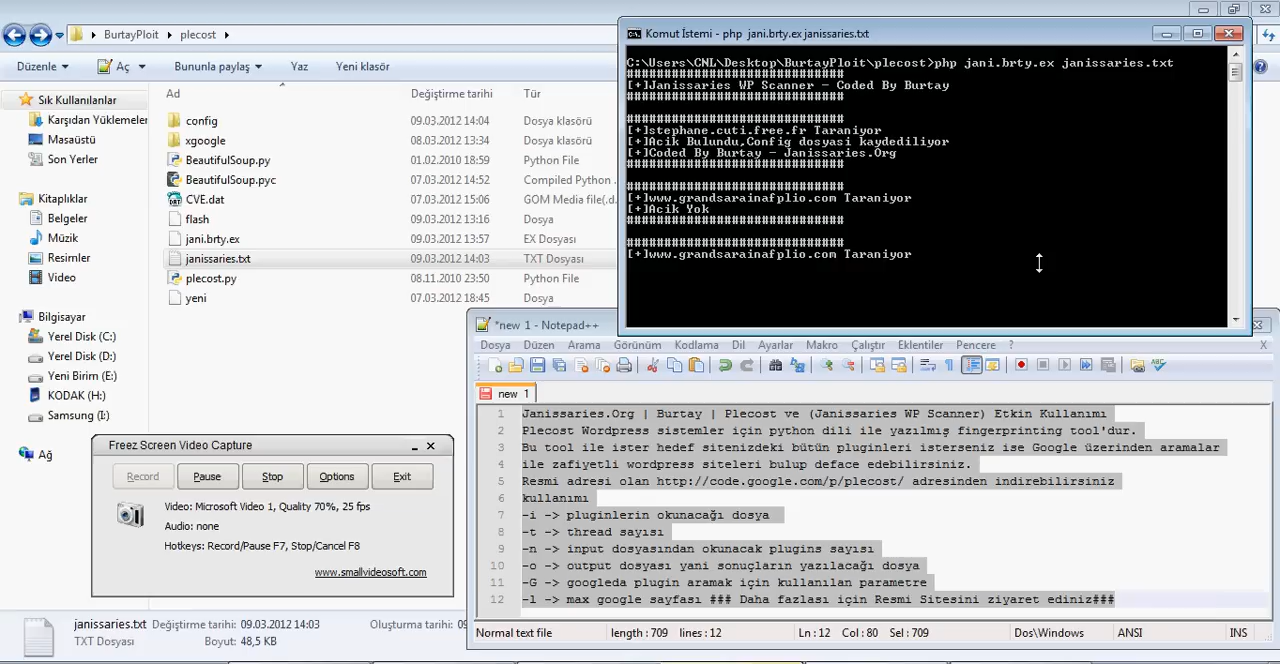 BurtayPloit
plecost
Düzenle
Aç
Bununla paylaş
Yaz
Yeni klasör
Sık Kullanılanlar
Karşıdan Yüklemeler
Masaüstü
Son Yerler
Kitaplıklar
Belgeler
Müzik
Resimler
Video
Bilgisayar
Yerel Disk (C:)
Yerel Disk (D:)
Yeni Birim (E:)
KODAK (H:)
Samsung (I:)
Ağ
Ad Değiştirme tarihi Tür
config 09.03.2012 14:04 Dosya klasörü
xgoogle 08.03.2012 13:34 Dosya klasörü
BeautifulSoup.py 01.02.2010 18:59 Python File
BeautifulSoup.pyc 07.03.2012 14:52 Compiled Python
CVE.dat 07.03.2012 15:06 GOM Media file(.d
flash 09.03.2012 13:16 Dosya
jani.brty.ex 09.03.2012 13:57 EX Dosyası
janissaries.txt 09.03.2012 14:03 TXT Dosyası
plecost.py 08.11.2010 23:50 Python File
yeni 07.03.2012 18:45 Dosya
Komut İstemi - php jani.brty.ex janissaries.txt
C:\Users\CNL\Desktop\BurtayPloit\plecost>php jani.brty.ex janissaries.txt
########################
[+]Janissaries WP Scanner - Coded By Burtay
########################
########################
[+]stephane.cuti.free.fr Taraniyor
[+]Acik Bulundu,Config dosyasi kaydediliyor
[+]Coded By Burtay - Janissaries.Org
########################
########################
[+]www.grandsarainafplio.com Taraniyor
[+]Acik Yok
########################
########################
[+]www.grandsarainafplio.com Taraniyor
*new 1 - Notepad++
Dosya Düzen Arama Görünüm Kodlama Dil Ayarlar Makro Çalıştır Eklentiler Pencere ? X
new 1
1 Janissaries.Org | Burtay | Plecost ve (Janissaries WP Scanner) Etkin Kullanımı
2 Plecost Wordpress sistemler için python dili ile yazılmış fingerprinting tool'dur.
3 Bu tool ile ister hedef sitenizdeki bütün pluginleri isterseniz ise Google üzerinden aramalar
4 ile zafiyetli wordpress siteleri bulup deface edebilirsiniz.
5 Resmi adresi olan http://code.google.com/p/plecost/ adresinden indirebilirsiniz
6 kullanımı
7 -i -> pluginlerin okunacağı dosya
8 -t -> thread sayısı
9 -n -> input dosyasından okunacak plugins sayısı
10 -o -> output dosyası yani sonuçların yazılacağı dosya
11 -G -> googleda plugin aramak için kullanılan parametre
12 -l -> max google sayfası ### Daha fazlası için Resmi Sitesini ziyaret ediniz###
Normal text file length : 709 lines : 12 Ln : 12 Col : 80 Sel : 709 Dos\Windows ANSI INS
Freez Screen Video Capture
Record Pause Stop Options Exit
Video: Microsoft Video 1, Quality 70%, 25 fps
Audio: none
Hotkeys: Record/Pause F7, Stop/Cancel F8
www.smallvideosoft.com
janissaries.txt Değiştirme tarihi: 09.03.2012 14:03 Oluşturma tarihi:
TXT Dosyası Boyut: 48,5 KB